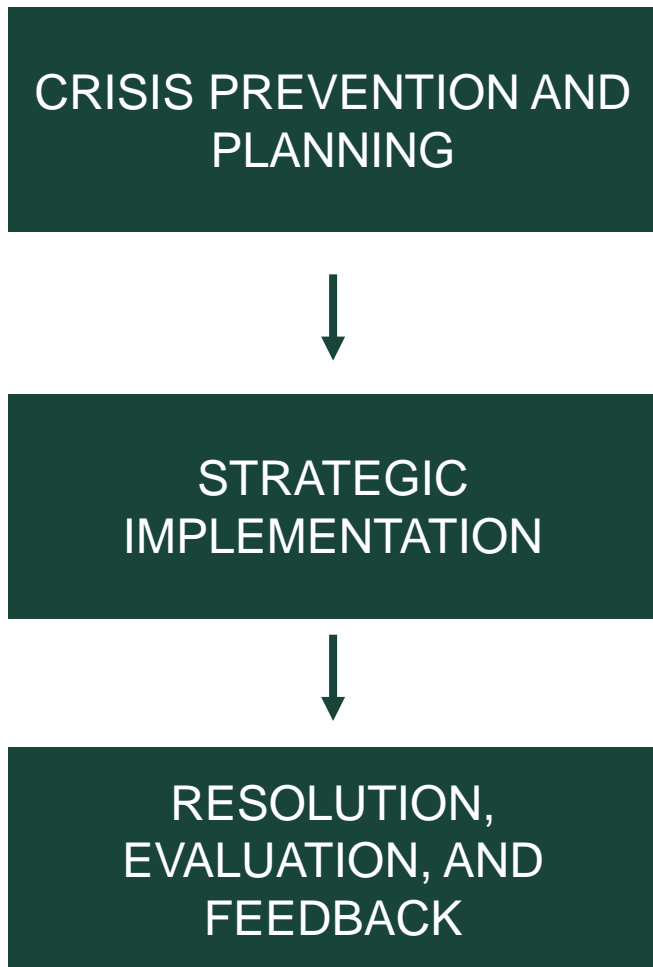 CRISIS PREVENTION AND
PLANNING
STRATEGIC
IMPLEMENTATION
RESOLUTION,
EVALUATION, AND
FEEDBACK